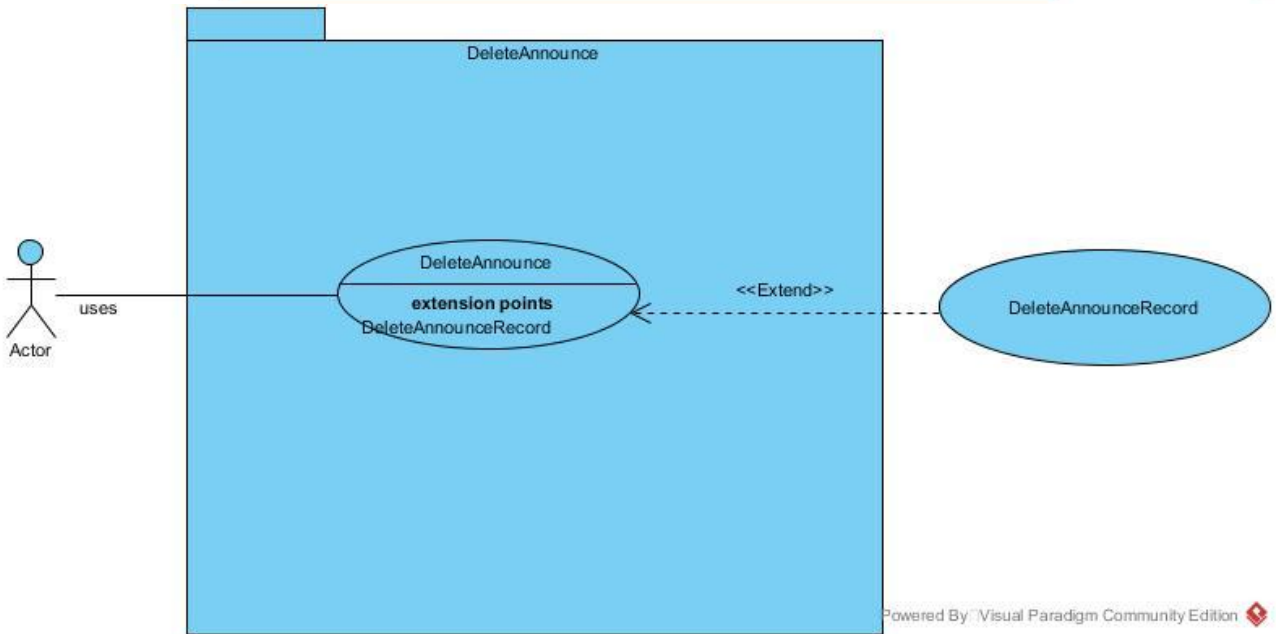 DeleteAnnounce
DeleteAnnounce
extension points
DeleteAnnounceRecord
uses
Actor
<<Extend>>
DeleteAnnounceRecord
Powered By Visual Paradigm Community Edition